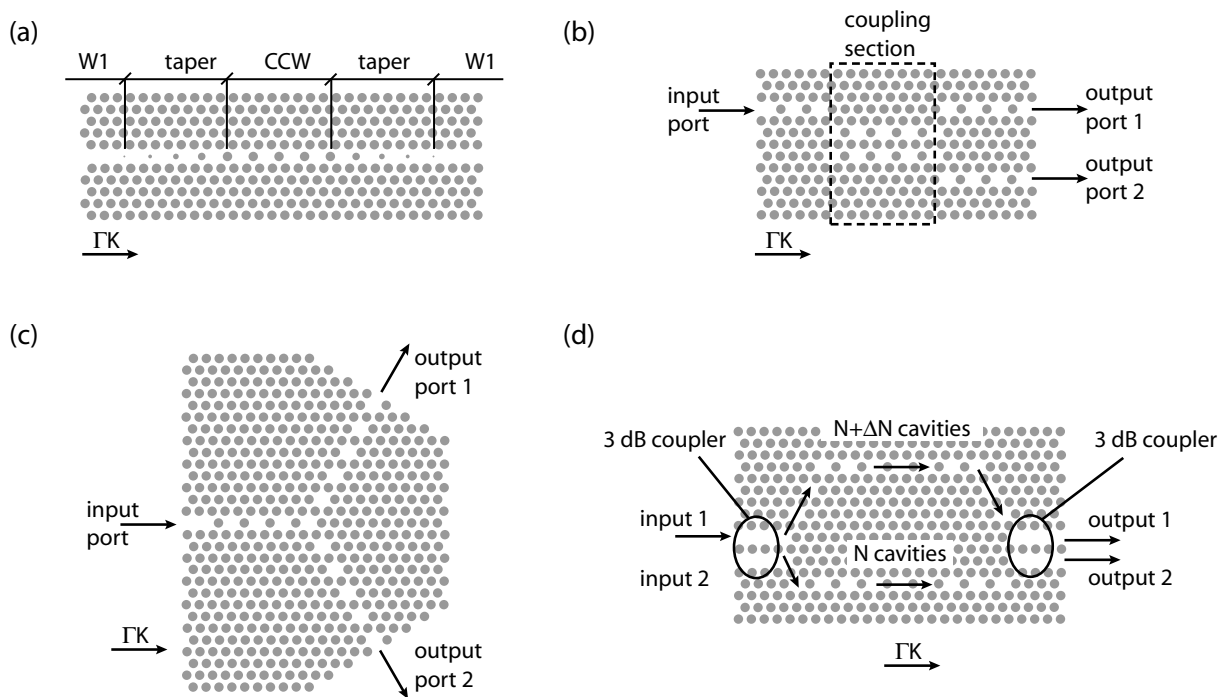 (a)
W1 taper CCW taper W1
ΓK
(b)
coupling
section
input
port
output
port 1
output
port 2
ΓK
(c)
output
port 1
input
port
ΓK
output
port 2
(d)
N+ΔN cavities
3 dB coupler
3 dB coupler
input 1
output 1
N cavities
input 2
output 2
ΓK